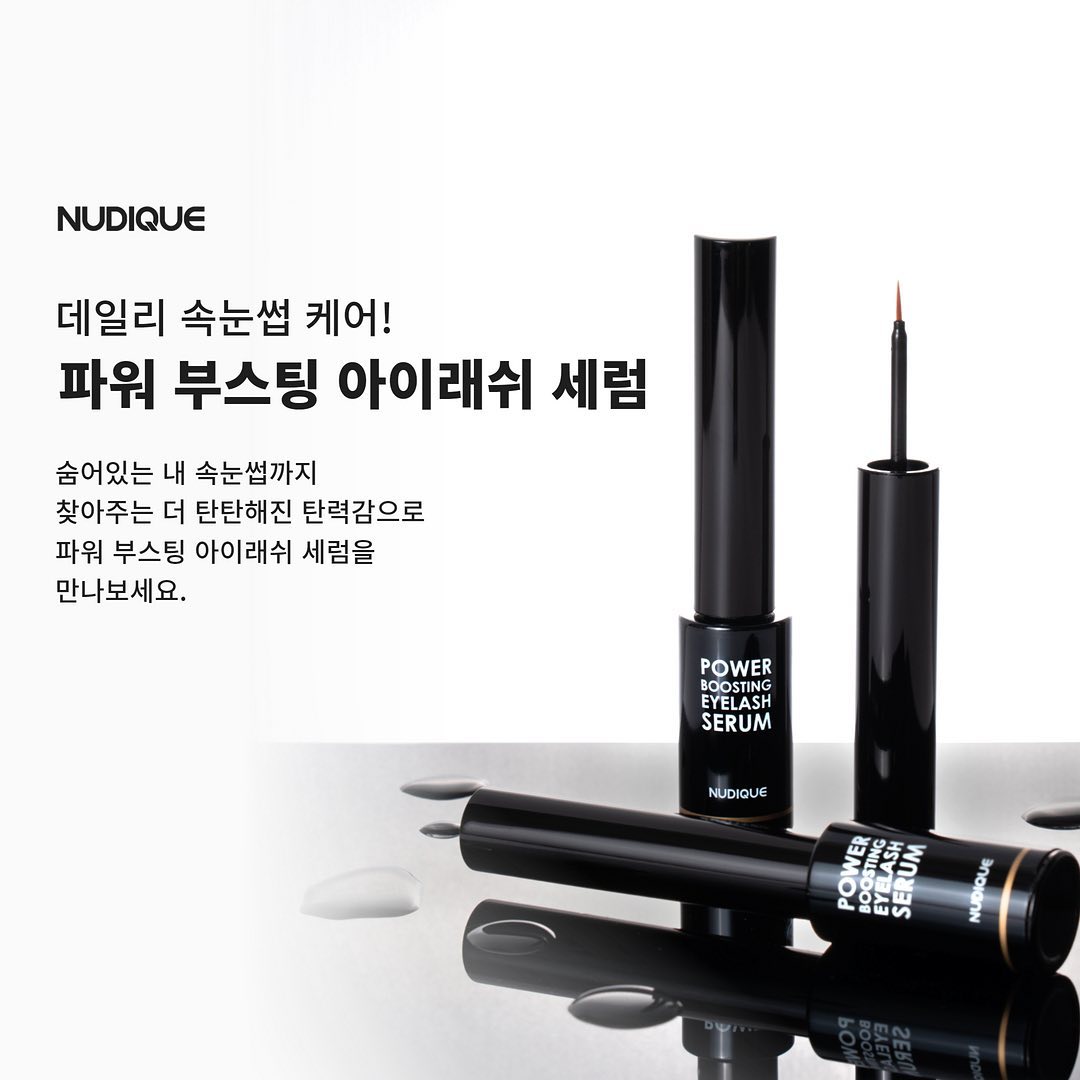 NUDIQUE
데일리 속눈썹 케어!
파워 부스팅 아이래쉬 세럼
숨어있는 내 속눈썹까지
찾아주는 더 탄탄해진 탄력감으로
파워 부스팅 아이래쉬 세럼을
만나보세요.
POWER
BOOSTING
EYELASH
SERUM
NUDIQUE
POWER
BOOSTING
EYELASH
SERUM
NUDIQUE